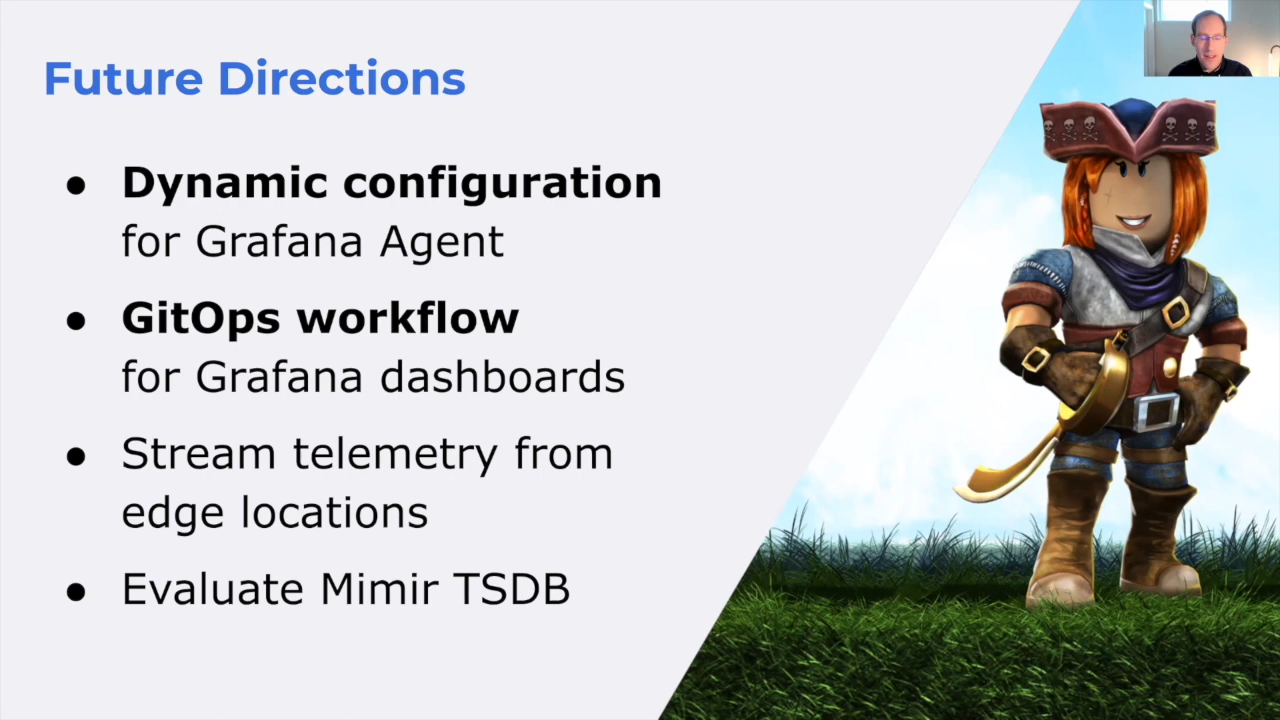 Future Directions
● Dynamic configuration
for Grafana Agent
● GitOps workflow
for Grafana dashboards
● Stream telemetry from
edge locations
● Evaluate Mimir TSDB